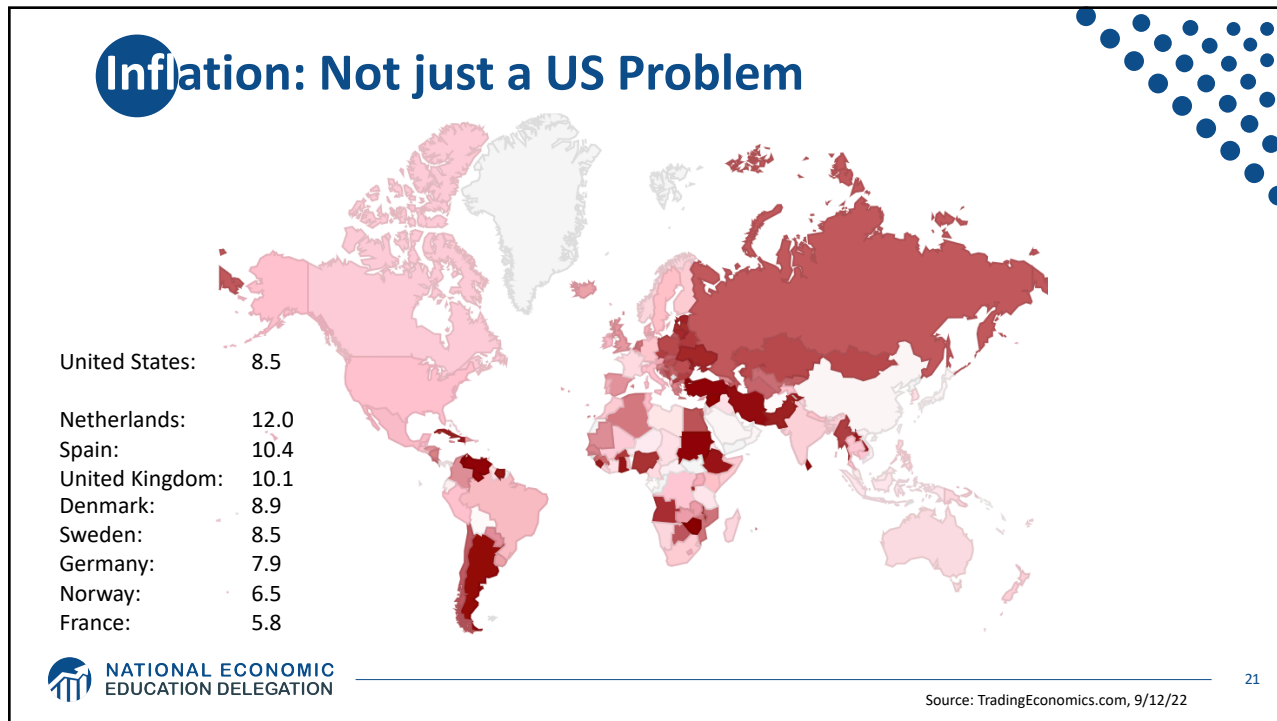 Inflation: Not just a US Problem
United States: 8.5
Netherlands: 12.0
Spain: 10.4
United Kingdom: 10.1
Denmark: 8.9
Sweden: 8.5
Germany: 7.9
Norway: 6.5
France: 5.8
NATIONAL ECONOMIC
EDUCATION DELEGATION
21
Source: TradingEconomics.com, 9/12/22